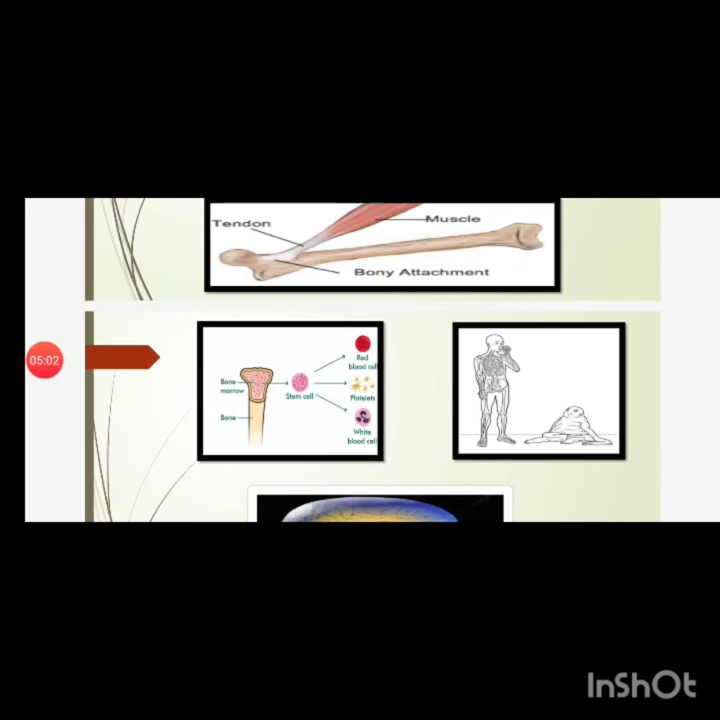 Tendon
Muscle
Bony Attachment
05:02
Red
blood cell
Bone
marrow
Stem cell
Platelets
Bone
White
blood cell
InShOt